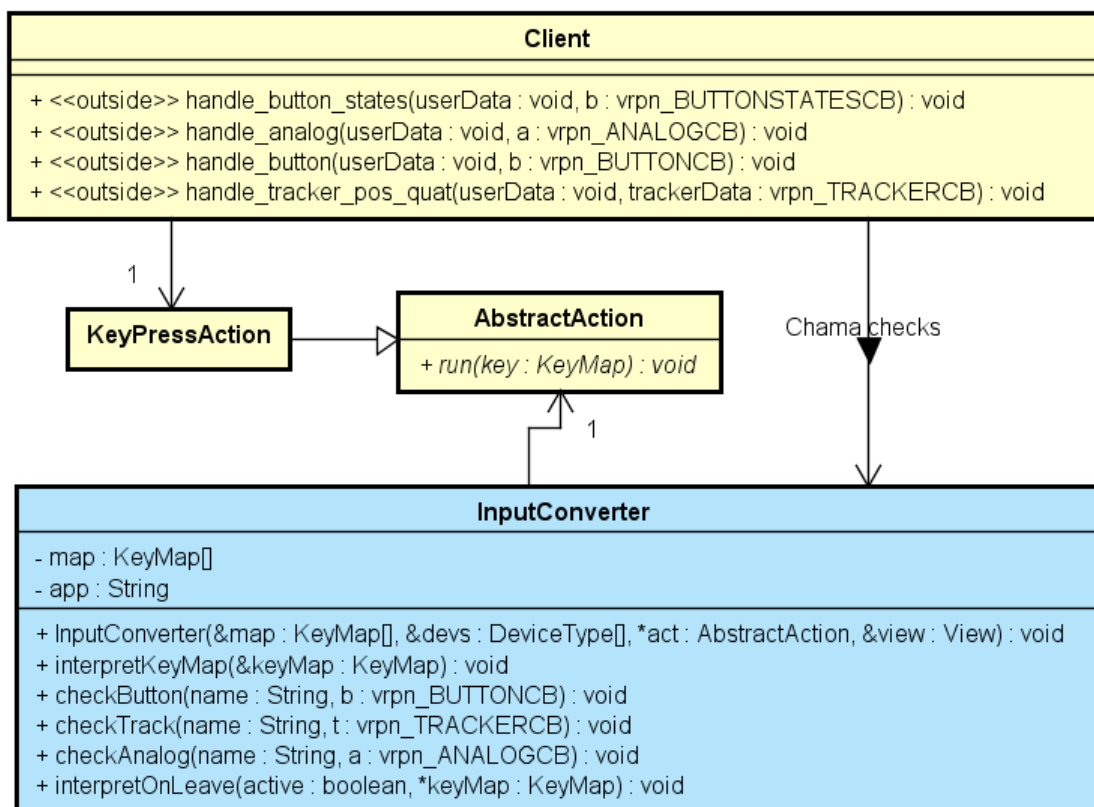 Client
+ <<outside>> handle_button_states(userData : void, b : vrpn_BUTTONSTATESCB) : void
+ <<outside>> handle_analog(userData : void, a : vrpn_ANALOGCB) : void
+ <<outside>> handle_button(userData : void, b : vrpn_BUTTONCB) : void
+ <<outside>> handle_tracker_pos_quat(userData : void, trackerData : vrpn_TRACKERCB) : void
1
KeyPressAction
AbstractAction
+ run(key : KeyMap) : void
Chama checks
1
InputConverter
- map : KeyMap[]
- app : String
+ InputConverter(&map : KeyMap[], &devs : DeviceType[], *act : AbstractAction, &view : View) : void
+ interpretKeyMap(&keyMap : KeyMap) : void
+ checkButton(name : String, b : vrpn_BUTTONCB) : void
+ checkTrack(name : String, t : vrpn_TRACKERCB) : void
+ checkAnalog(name : String, a : vrpn_ANALOGCB) : void
+ interpretOnLeave(active : boolean, *keyMap : KeyMap) : void